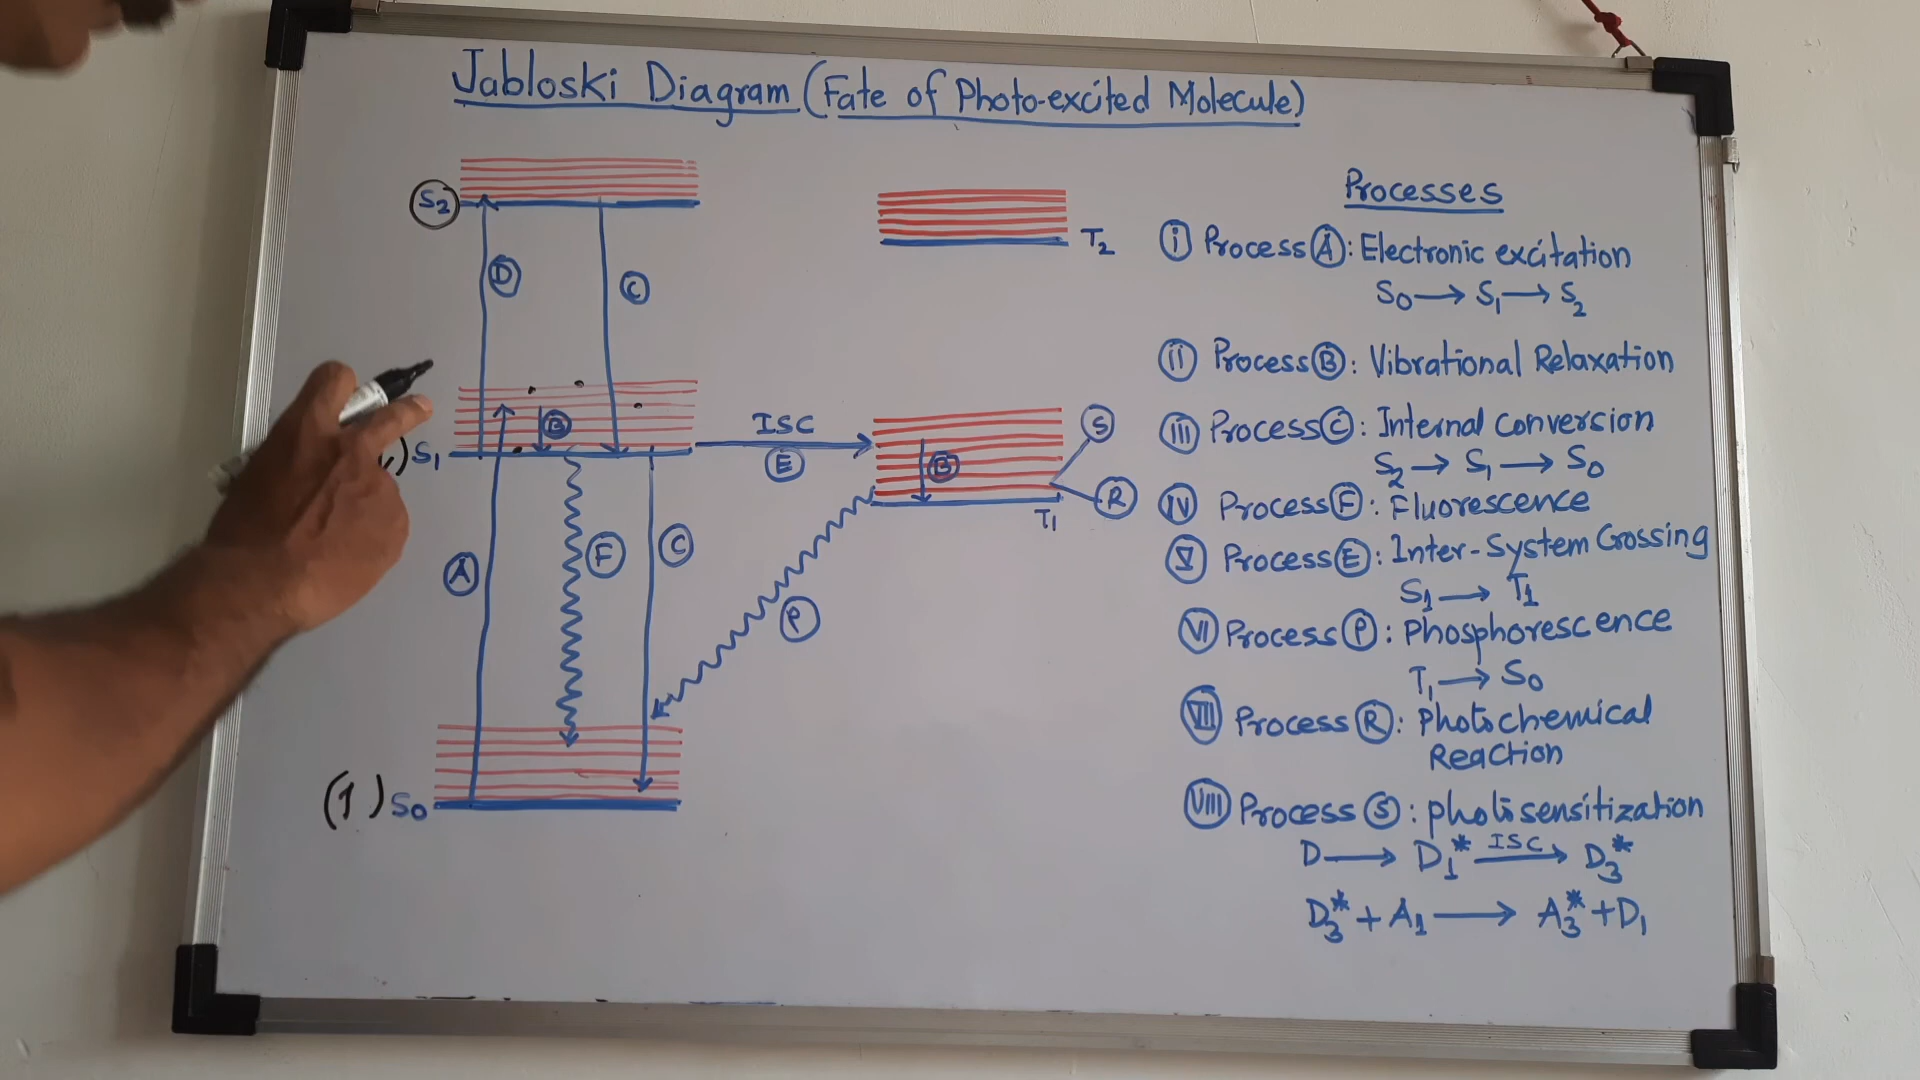 Jabloski Diagram (Fate of Photo-excited Molecule)
S2
D
C
T2
B
S1
ISC
E
B
S
R
T1
A
F
C
P
(1) S0
Processes
i Process A: Electronic excitation
S0 → S1 → S2
ii Process B: Vibrational Relaxation
iii Process C: Internal Conversion
S2 → S1 → S0
IV Process F: Fluorescence
V Process E: Inter-System Crossing
S1 → T1
VI Process P: Phosphorescence
T1 → S0
VII Process R: Photochemical
Reaction
VIII Process S: photosensitization
D → D1* ISC → D3*
D3* + A1 → A3* + D1